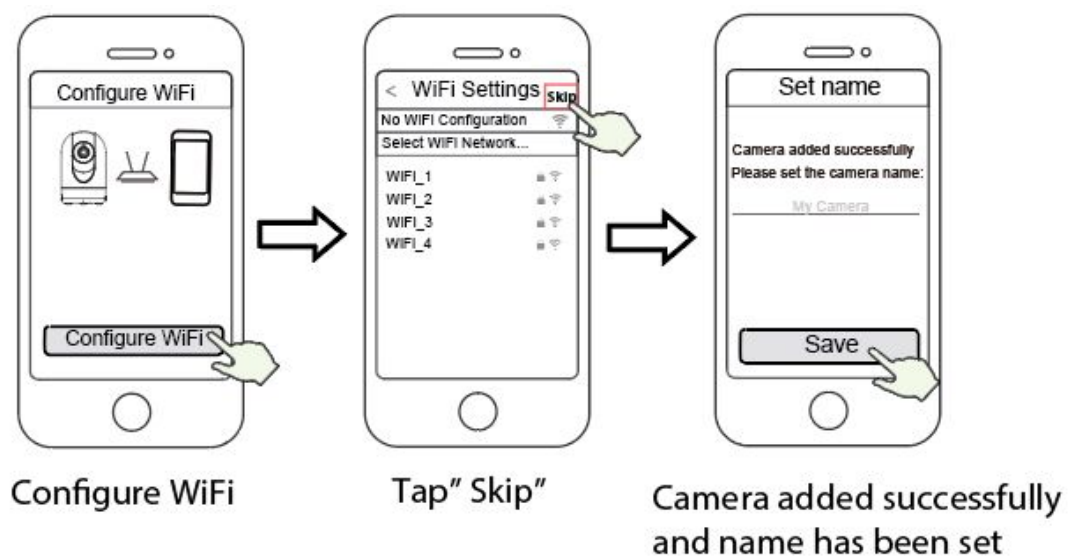 Configure WiFi
Configure WiFi
Configure WiFi
< WiFi Settings Skip
No WIFI Configuration
Select WIFI Network...
WIFI_1
WIFI_2
WIFI_3
WIFI_4
Tap" Skip"
Set name
Camera added successfully
Please set the camera name:
My Camera
Save
Camera added successfully
and name has been set